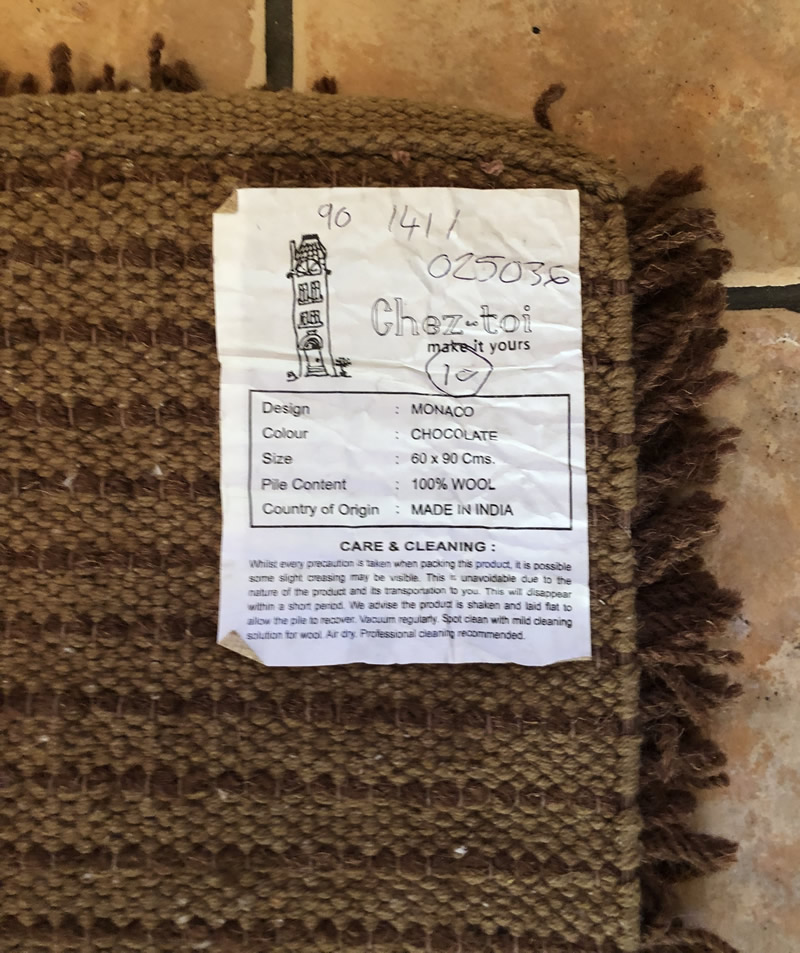 90 1411
025036
Chez-toi
make it yours
10
Design : MONACO
Colour : CHOCOLATE
Size : 60 x 90 Cms.
Pile Content : 100% WOOL
Country of Origin : MADE IN INDIA
CARE & CLEANING :
Whilst every precaution is taken when packing this product, it is possible
some slight creasing may be visible. This is unavoidable due to the
nature of the product and its transportation to you. This will disappear
within a short period. We advise the product is shaken and laid flat to
allow the pile to recover. Vacuum regularly. Spot clean with mild cleaning
solution for wool. Air dry. Professional cleaning recommended.